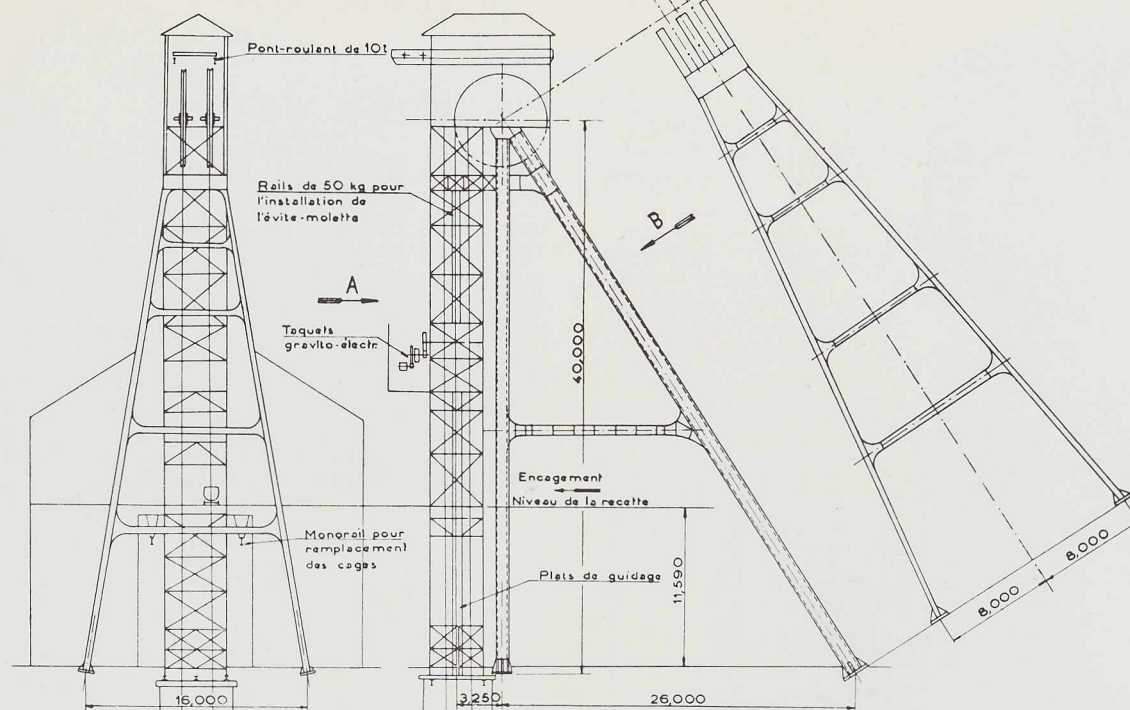 Pont-roulant de 10t
Rails de 50 kg pour
l'installation de
l'évite-molette
A
B
Taquets
gravito-électr.
40,000
Encagement
Niveau de la recette
Monorail pour
remplacement
des cages
Plats de guidage
11,590
8,000
8,000
16,000
3,250
26,000